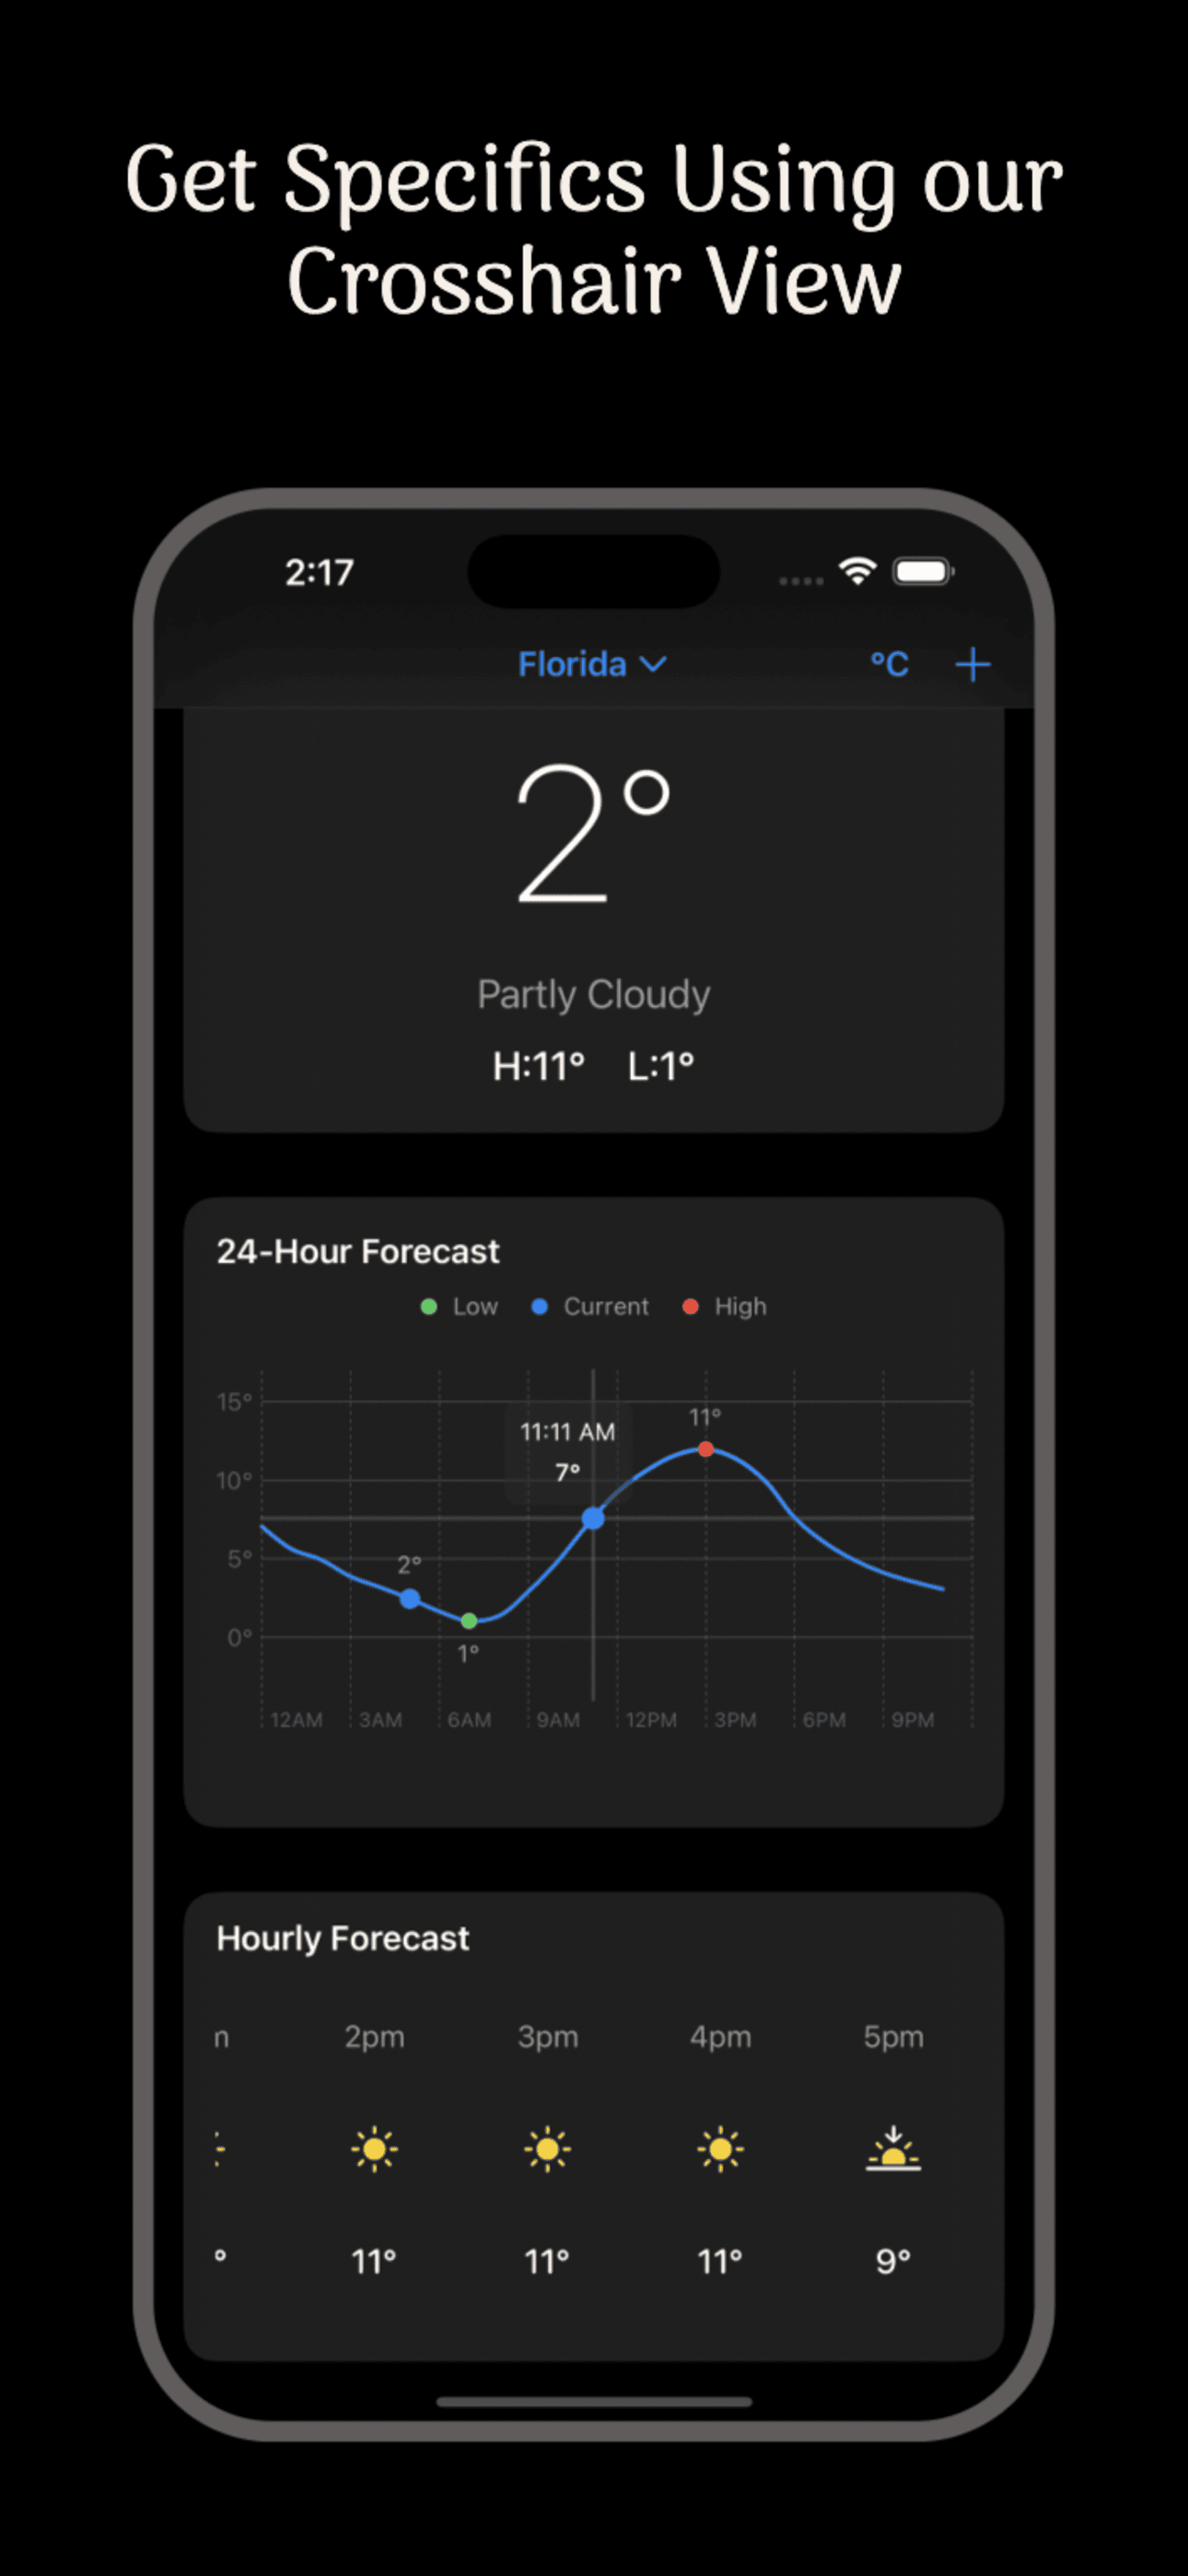 Get Specifics Using our
Crosshair View
2:17
Florida
°C
2°
Partly Cloudy
H:11° L:1°
24-Hour Forecast
Low Current High
15°
11°
11:11 AM
7°
10°
5°
2°
0°
1°
12AM 3AM 6AM 9AM 12PM 3PM 6PM 9PM
Hourly Forecast
n 2pm 3pm 4pm 5pm
° 11° 11° 11° 9°